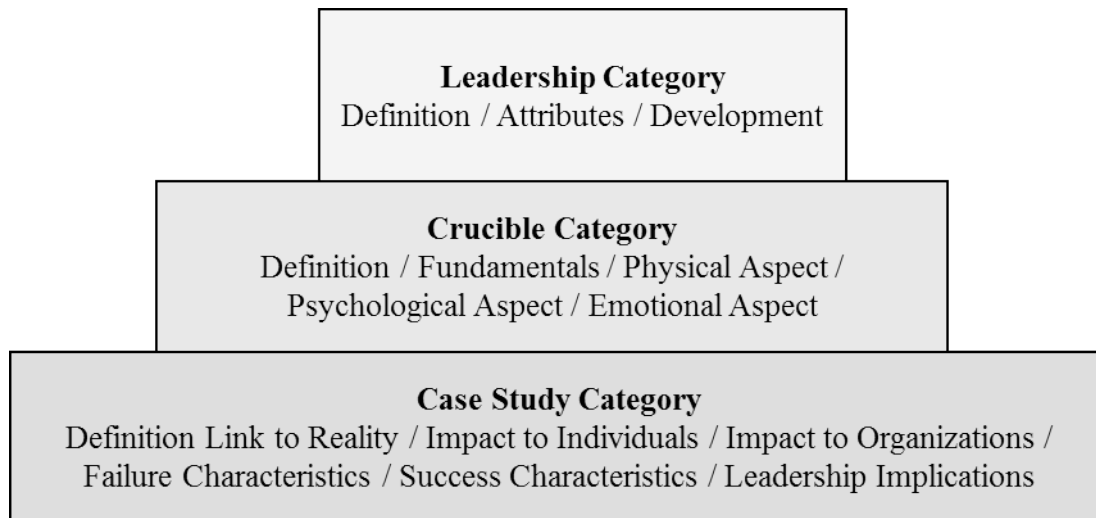 Leadership Category
Definition / Attributes / Development
Crucible Category
Definition / Fundamentals / Physical Aspect /
Psychological Aspect / Emotional Aspect
Case Study Category
Definition Link to Reality / Impact to Individuals / Impact to Organizations /
Failure Characteristics / Success Characteristics / Leadership Implications